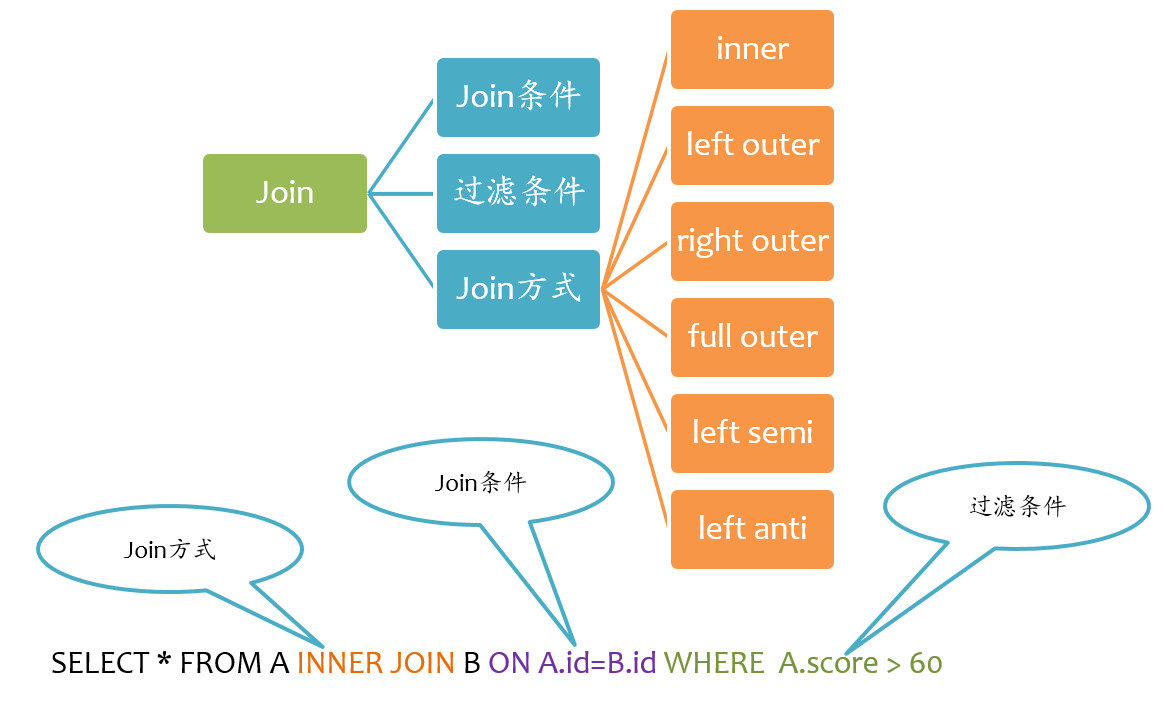 Join
Join条件
过滤条件
Join方式
inner
left outer
right outer
full outer
left semi
left anti
Join方式
Join条件
过滤条件
SELECT * FROM A INNER JOIN B ON A.id=B.id WHERE  A.score > 60